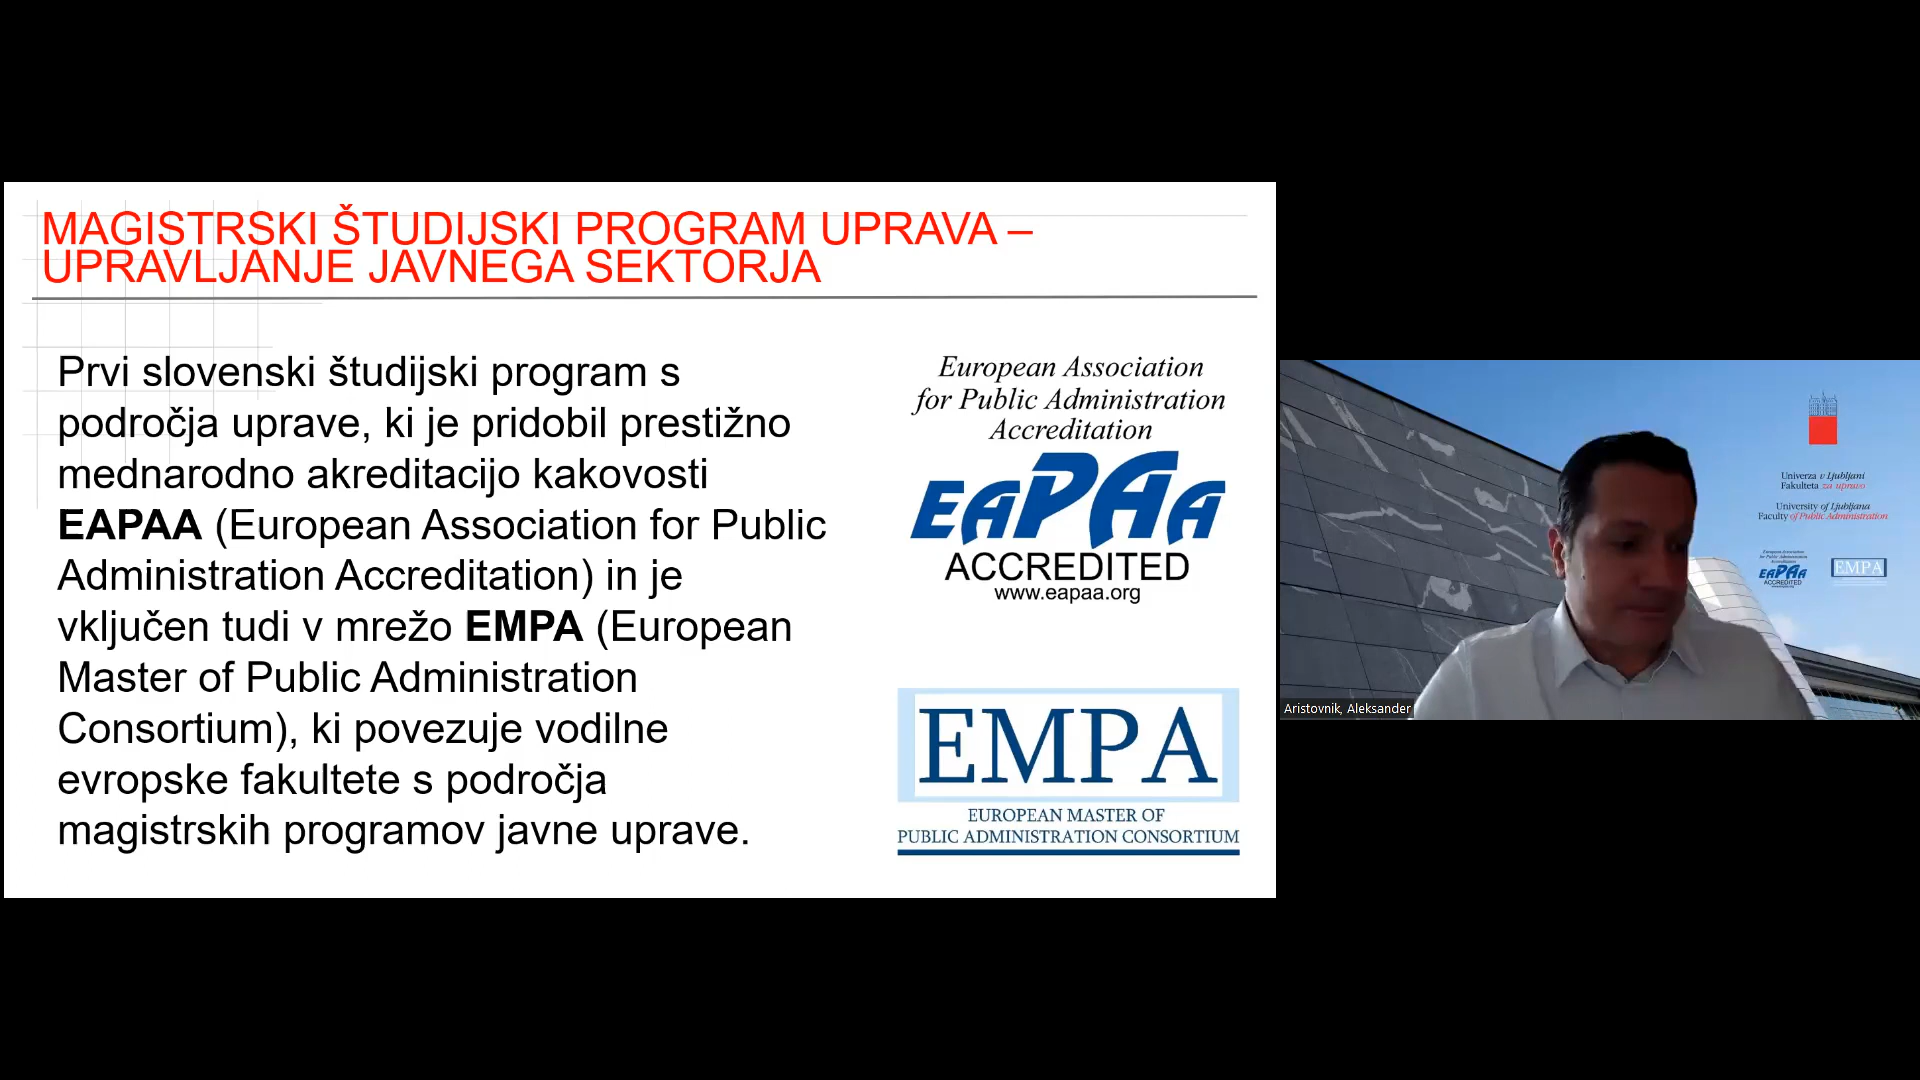 MAGISTRSKI ŠTUDIJSKI PROGRAM UPRAVA –
UPRAVLJANJE JAVNEGA SEKTORJA
Prvi slovenski študijski program s
področja uprave, ki je pridobil prestižno
mednarodno akreditacijo kakovosti
EAPAA (European Association for Public
Administration Accreditation) in je
vključen tudi v mrežo EMPA (European
Master of Public Administration
Consortium), ki povezuje vodilne
evropske fakultete s področja
magistrskih programov javne uprave.
European Association
for Public Administration
Accreditation
EAPAA
ACCREDITED
www.eapaa.org
EMPA
EUROPEAN MASTER OF
PUBLIC ADMINISTRATION CONSORTIUM
Univerza v Ljubljani
Fakulteta za upravo
University of Ljubljana
Faculty of Public Administration
EAPAA
ACCREDITED
EMPA
Aristovnik, Aleksander